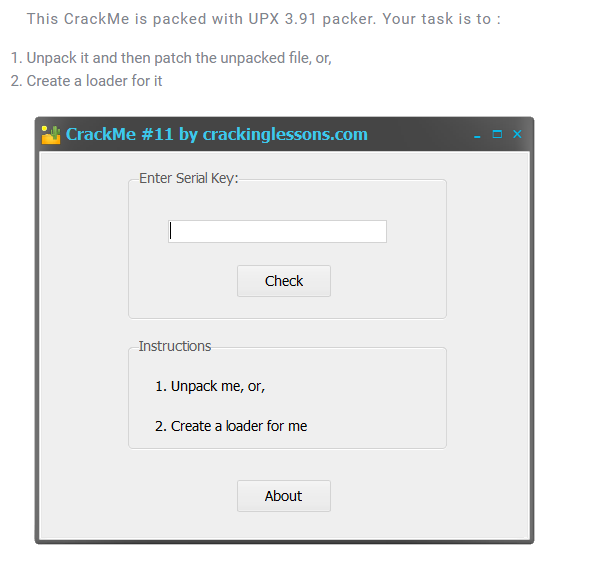 This CrackMe is packed with UPX 3.91 packer. Your task is to :
1. Unpack it and then patch the unpacked file, or,
2. Create a loader for it
CrackMe #11 by crackinglessons.com
Enter Serial Key:
Check
Instructions
1. Unpack me, or,
2. Create a loader for me
About